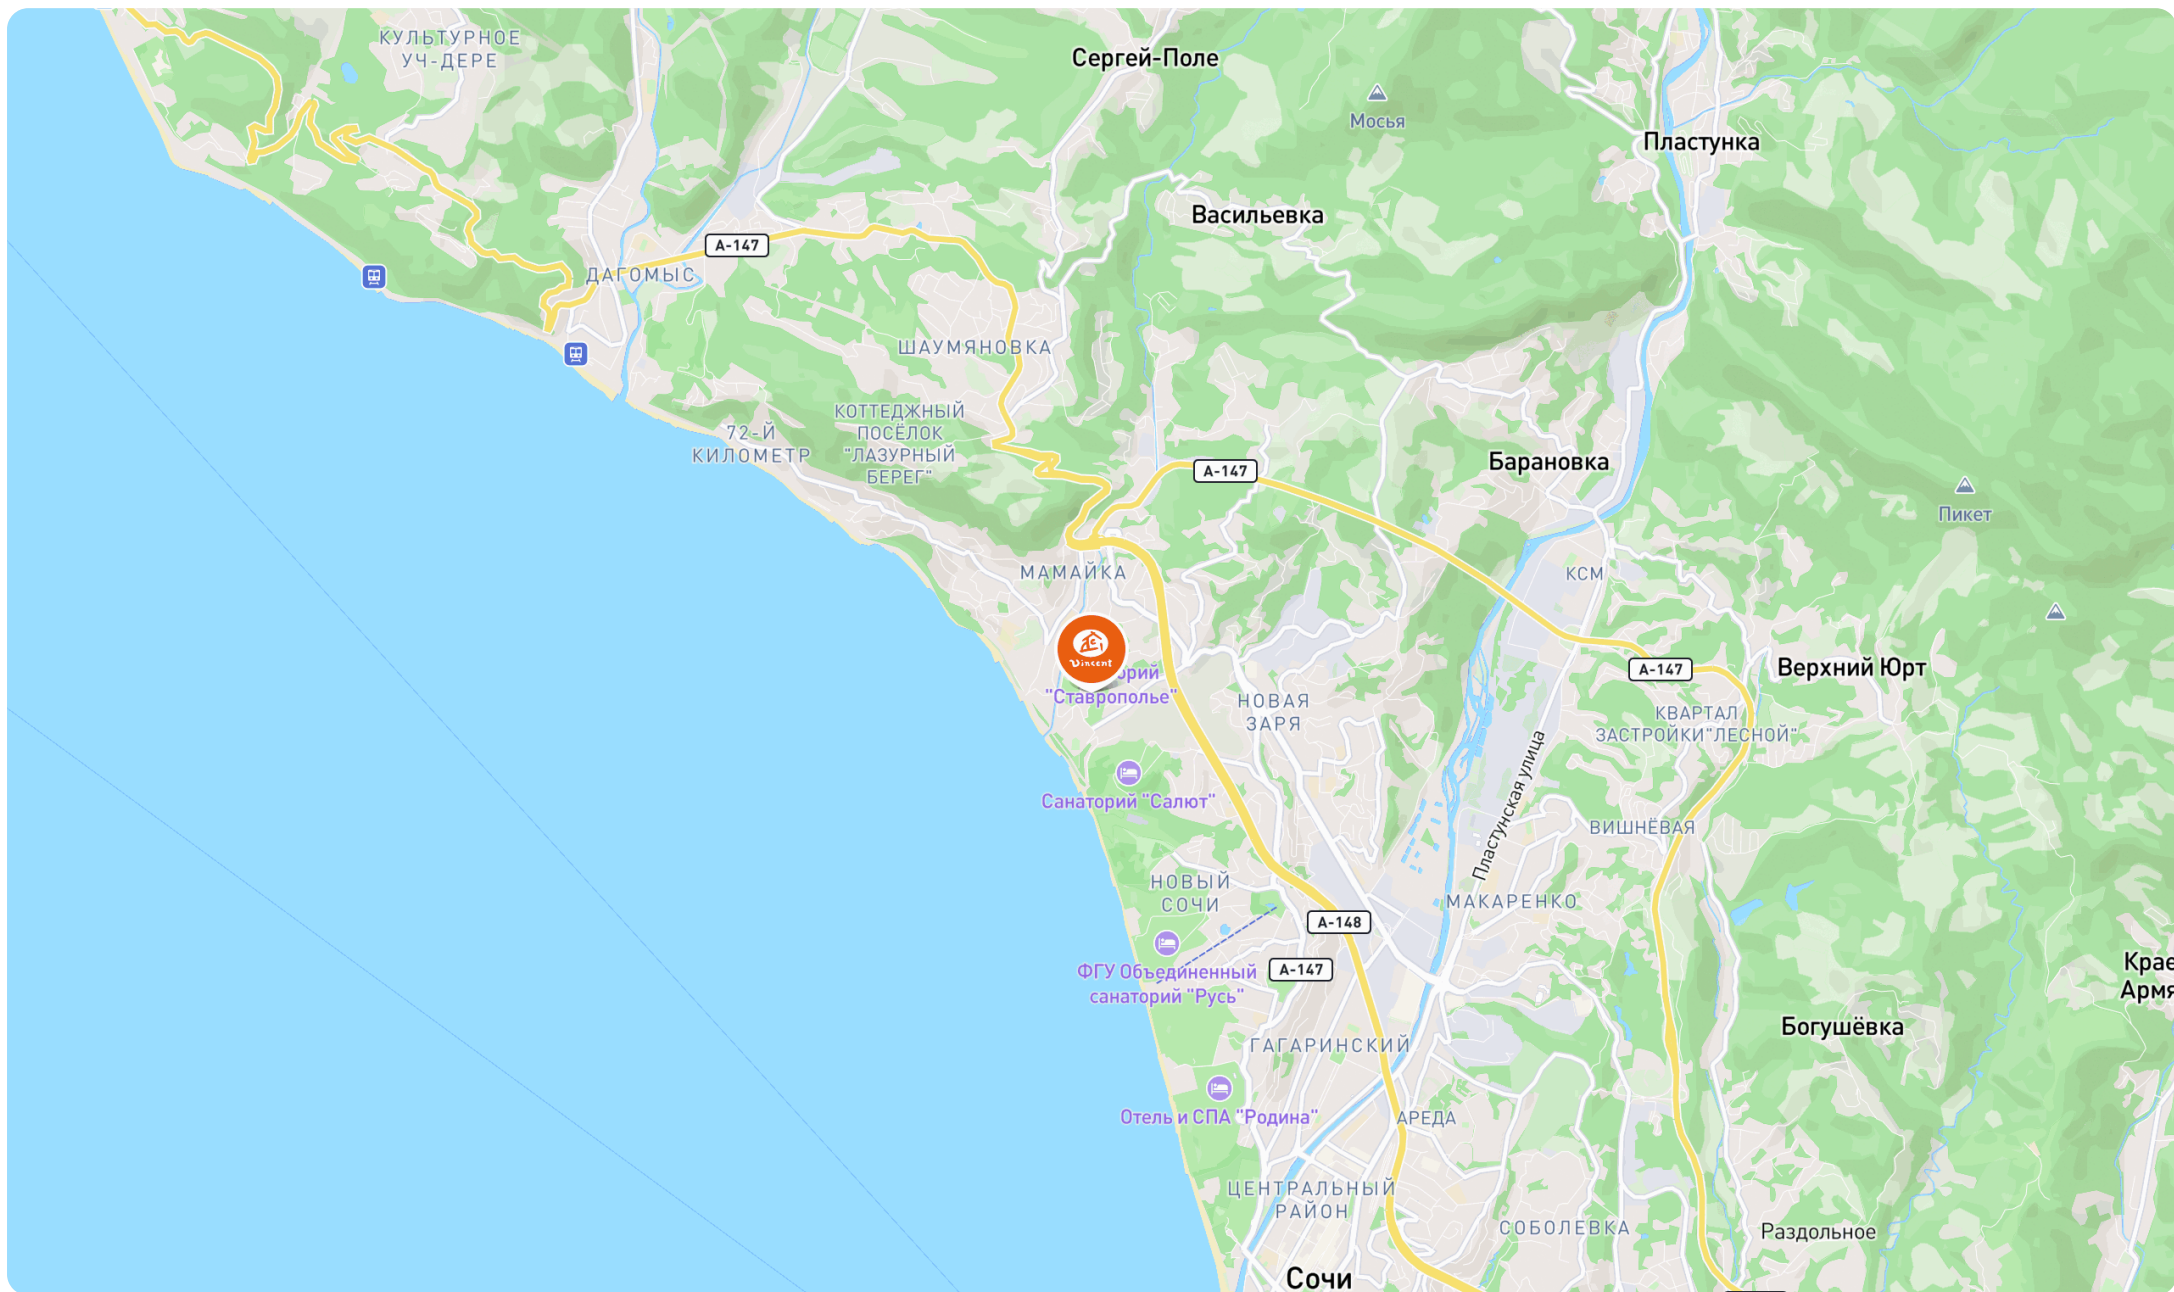 КУЛЬТУРНОЕ
УЧ-ДЕРЕ
Сергей-Поле
Мосья
Пластунка
Васильевка
А-147
ДАГОМЫС
ШАУМЯНОВКА
КОТТЕДЖНЫЙ
ПОСЁЛОК
"ЛАЗУРНЫЙ
БЕРЕГ"
72-Й
КИЛОМЕТР
А-147
Барановка
Пикет
МАМАЙКА
КСМ
Vincent
орий
"Ставрополье"
А-147
Верхний Юрт
НОВАЯ
ЗАРЯ
КВАРТАЛ
ЗАСТРОЙКИ"ЛЕСНОЙ"
Пластунская улица
Санаторий "Салют"
ВИШНЁВАЯ
НОВЫЙ
СОЧИ
МАКАРЕНКО
А-148
ФГУ Объединенный
санаторий "Русь"
А-147
Крае
Армя
Богушёвка
ГАГАРИНСКИЙ
Отель и СПА "Родина"
АРЕДА
ЦЕНТРАЛЬНЫЙ
РАЙОН
СОБОЛЕВКА
Раздольное
Сочи